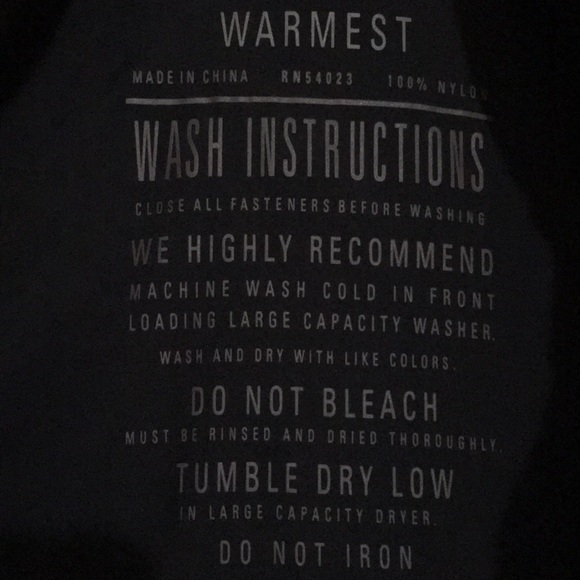 WARMEST
MADE IN CHINA RN54023 100% NYLON
WASH INSTRUCTIONS
CLOSE ALL FASTENERS BEFORE WASHING
WE HIGHLY RECOMMEND
MACHINE WASH COLD IN FRONT
LOADING LARGE CAPACITY WASHER.
WASH AND DRY WITH LIKE COLORS.
DO NOT BLEACH
MUST BE RINSED AND DRIED THOROUGHLY.
TUMBLE DRY LOW
IN LARGE CAPACITY DRYER.
DO NOT IRON